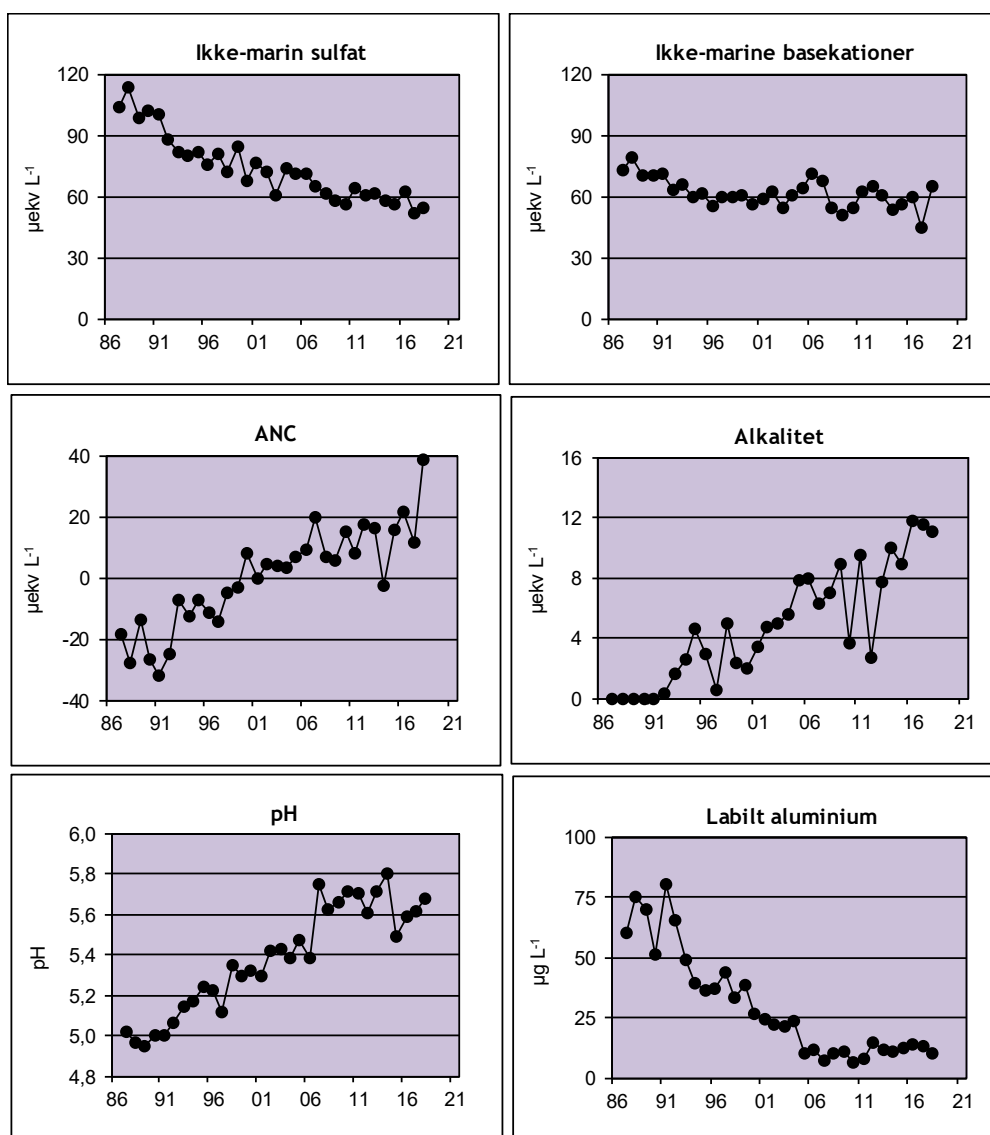 Ikke-marin sulfat
120
90
60
30
0
µekv L-1
86 91 96 01 06 11 16 21
Ikke-marine basekationer
120
90
60
30
0
µekv L-1
86 91 96 01 06 11 16 21
ANC
40
20
0
-20
-40
µekv L-1
86 91 96 01 06 11 16 21
Alkalitet
16
12
8
4
0
µekv L-1
86 91 96 01 06 11 16 21
pH
6,0
5,8
5,6
5,4
5,2
5,0
4,8
pH
86 91 96 01 06 11 16 21
Labilt aluminium
100
75
50
25
0
µg L-1
86 91 96 01 06 11 16 21